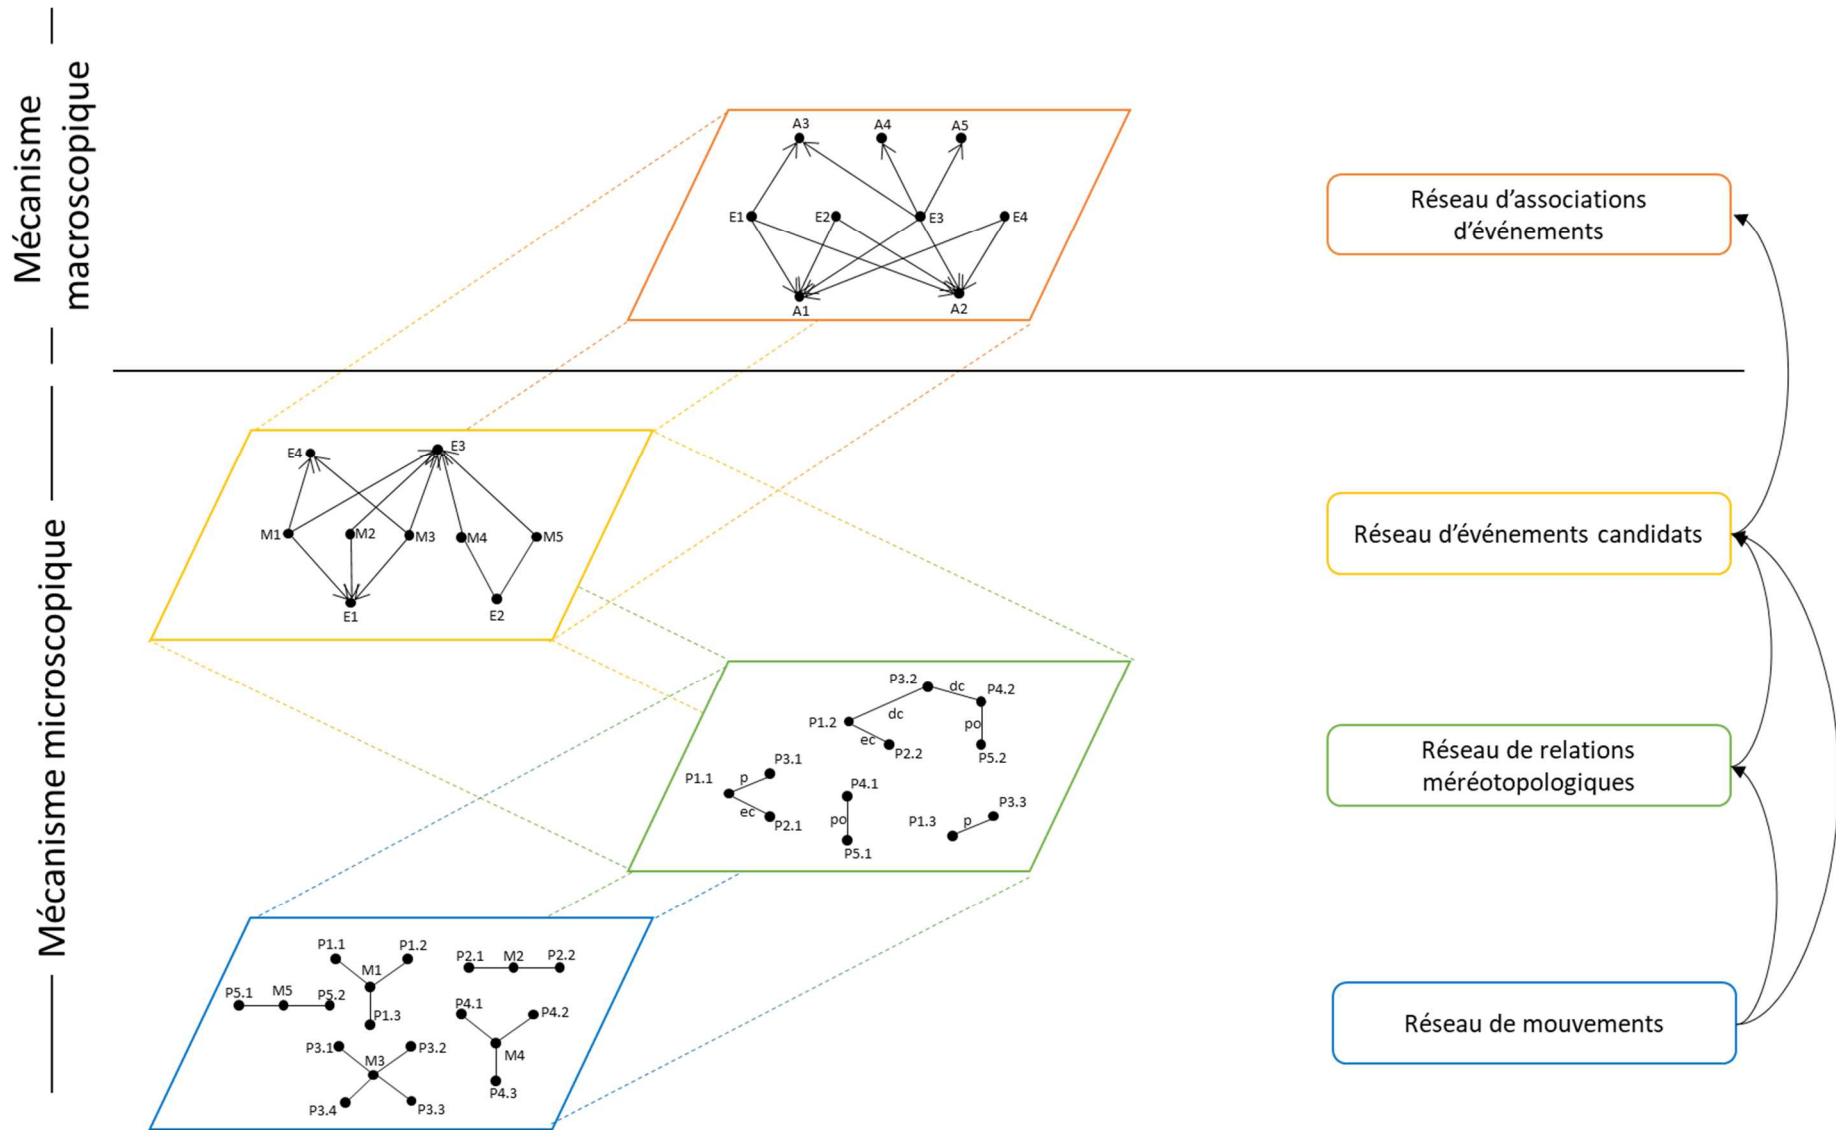 Mécanisme
macroscopique
A3
A4
A5
E1
E2
E3
E4
A1
A2
Réseau d’associations
d’événements
Mécanisme microscopique
E4
E3
M1
M2
M3
M4
M5
E1
E2
Réseau d’événements candidats
P3.2
dc
P4.2
P1.2
dc
po
ec
P2.2
P5.2
P3.1
P1.1
p
ec
P2.1
P4.1
po
P5.1
P3.3
P1.3
p
Réseau de relations
méréotopologiques
P1.1
P1.2
M1
P1.3
P2.1
M2
P2.2
P5.1
M5
P5.2
P4.1
P4.2
M4
P4.3
P3.1
P3.2
M3
P3.4
P3.3
Réseau de mouvements